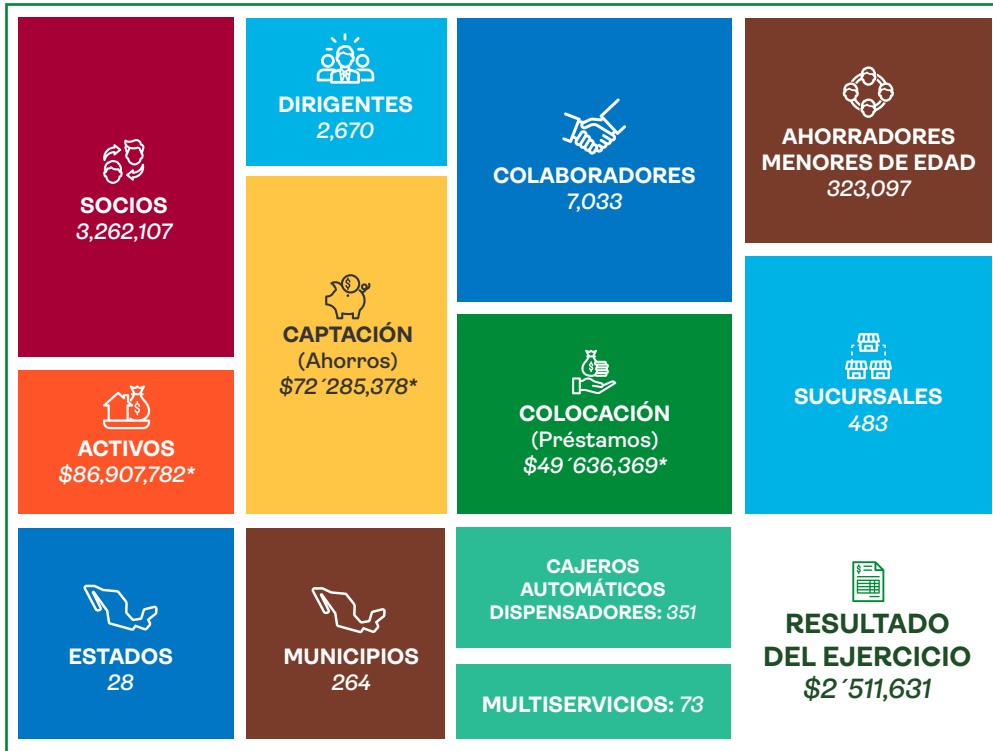 SOCIOS
3,262,107
DIRIGENTES
2,670
COLABORADORES
7,033
AHORRADORES
MENORES DE EDAD
323,097
CAPTACIÓN
(Ahorros)
$72´285,378*
ACTIVOS
$86,907,782*
COLOCACIÓN
(Préstamos)
$49´636,369*
SUCURSALES
483
ESTADOS
28
MUNICIPIOS
264
CAJEROS
AUTOMÁTICOS
DISPENSADORES: 351
MULTISERVICIOS: 73
RESULTADO
DEL EJERCICIO
$2´511,631